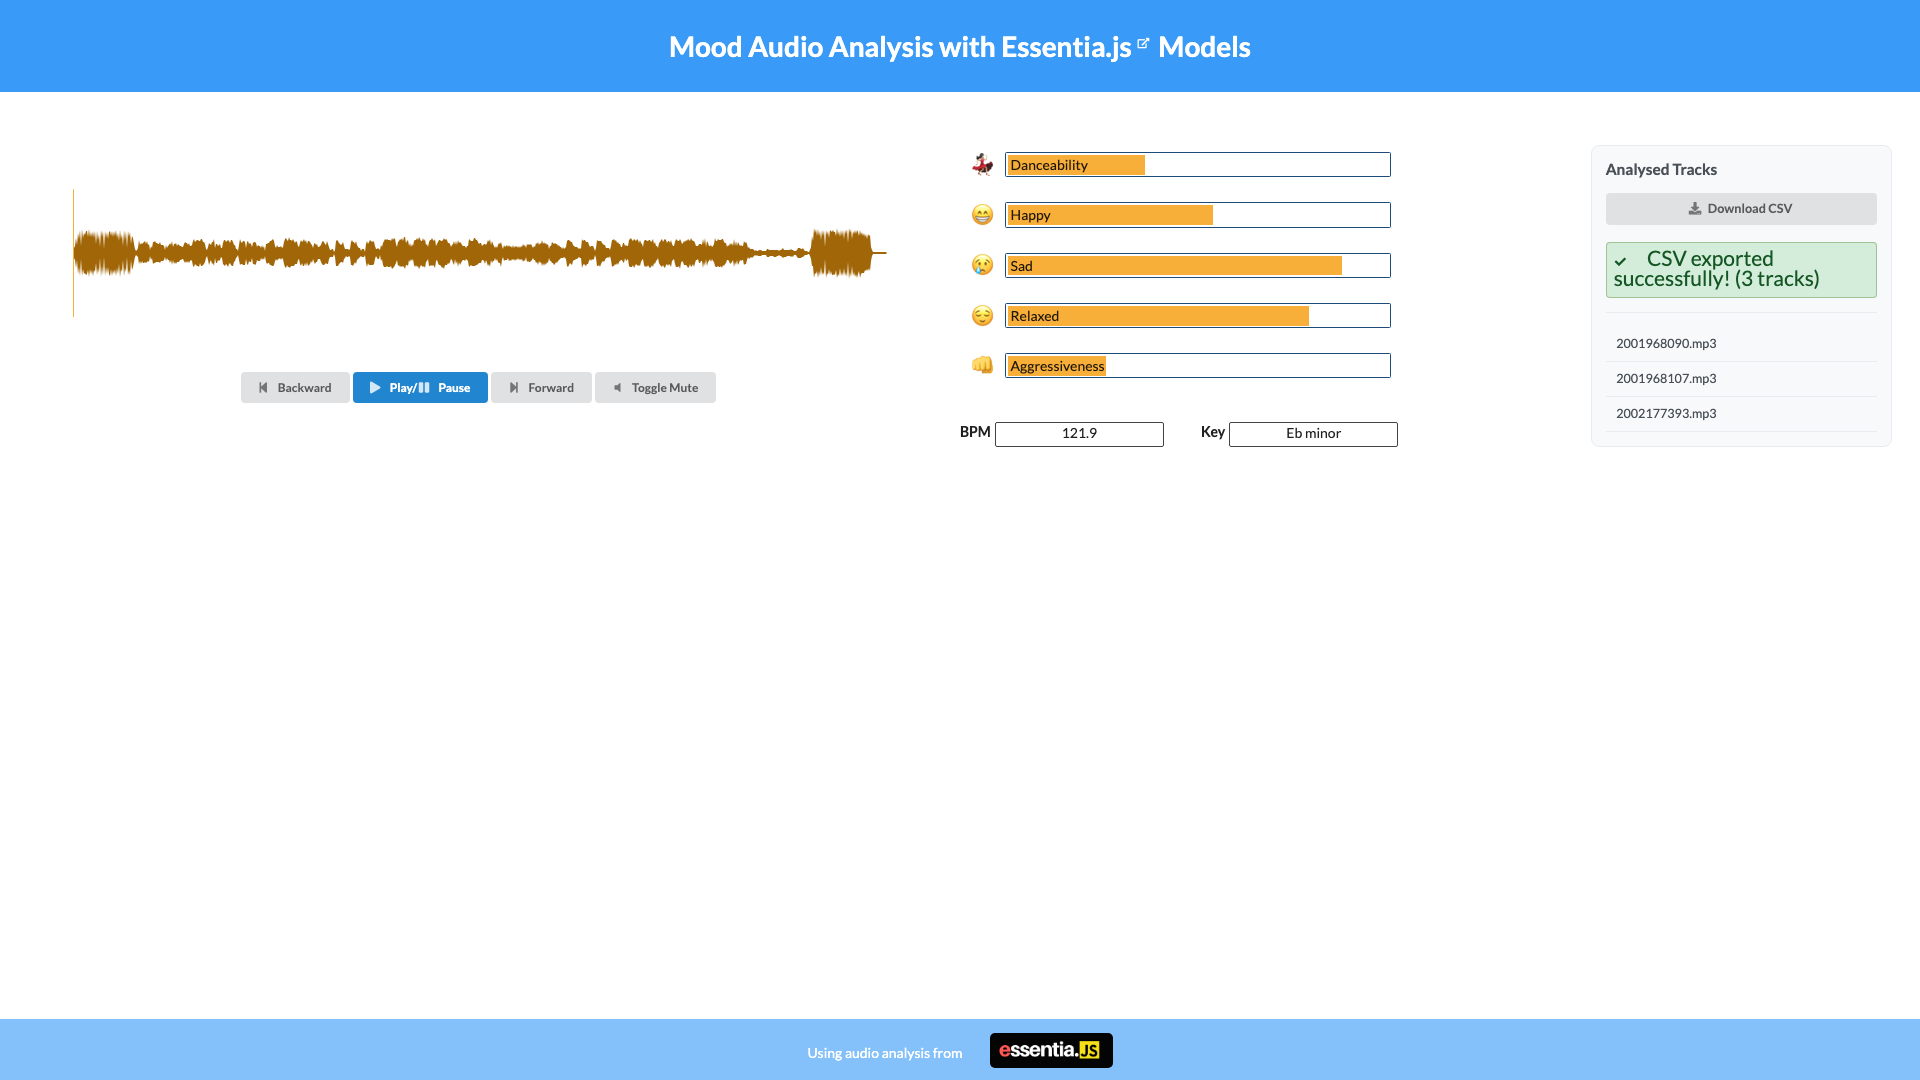 Mood Audio Analysis with Essentia.js Models
Backward
Play/ Pause
Forward
Toggle Mute
Danceability
Happy
Sad
Relaxed
Aggressiveness
BPM 121.9
Key Eb minor
Analysed Tracks
Download CSV
CSV exported
successfully! (3 tracks)
2001968090.mp3
2001968107.mp3
2002177393.mp3
Using audio analysis from
essentia.JS